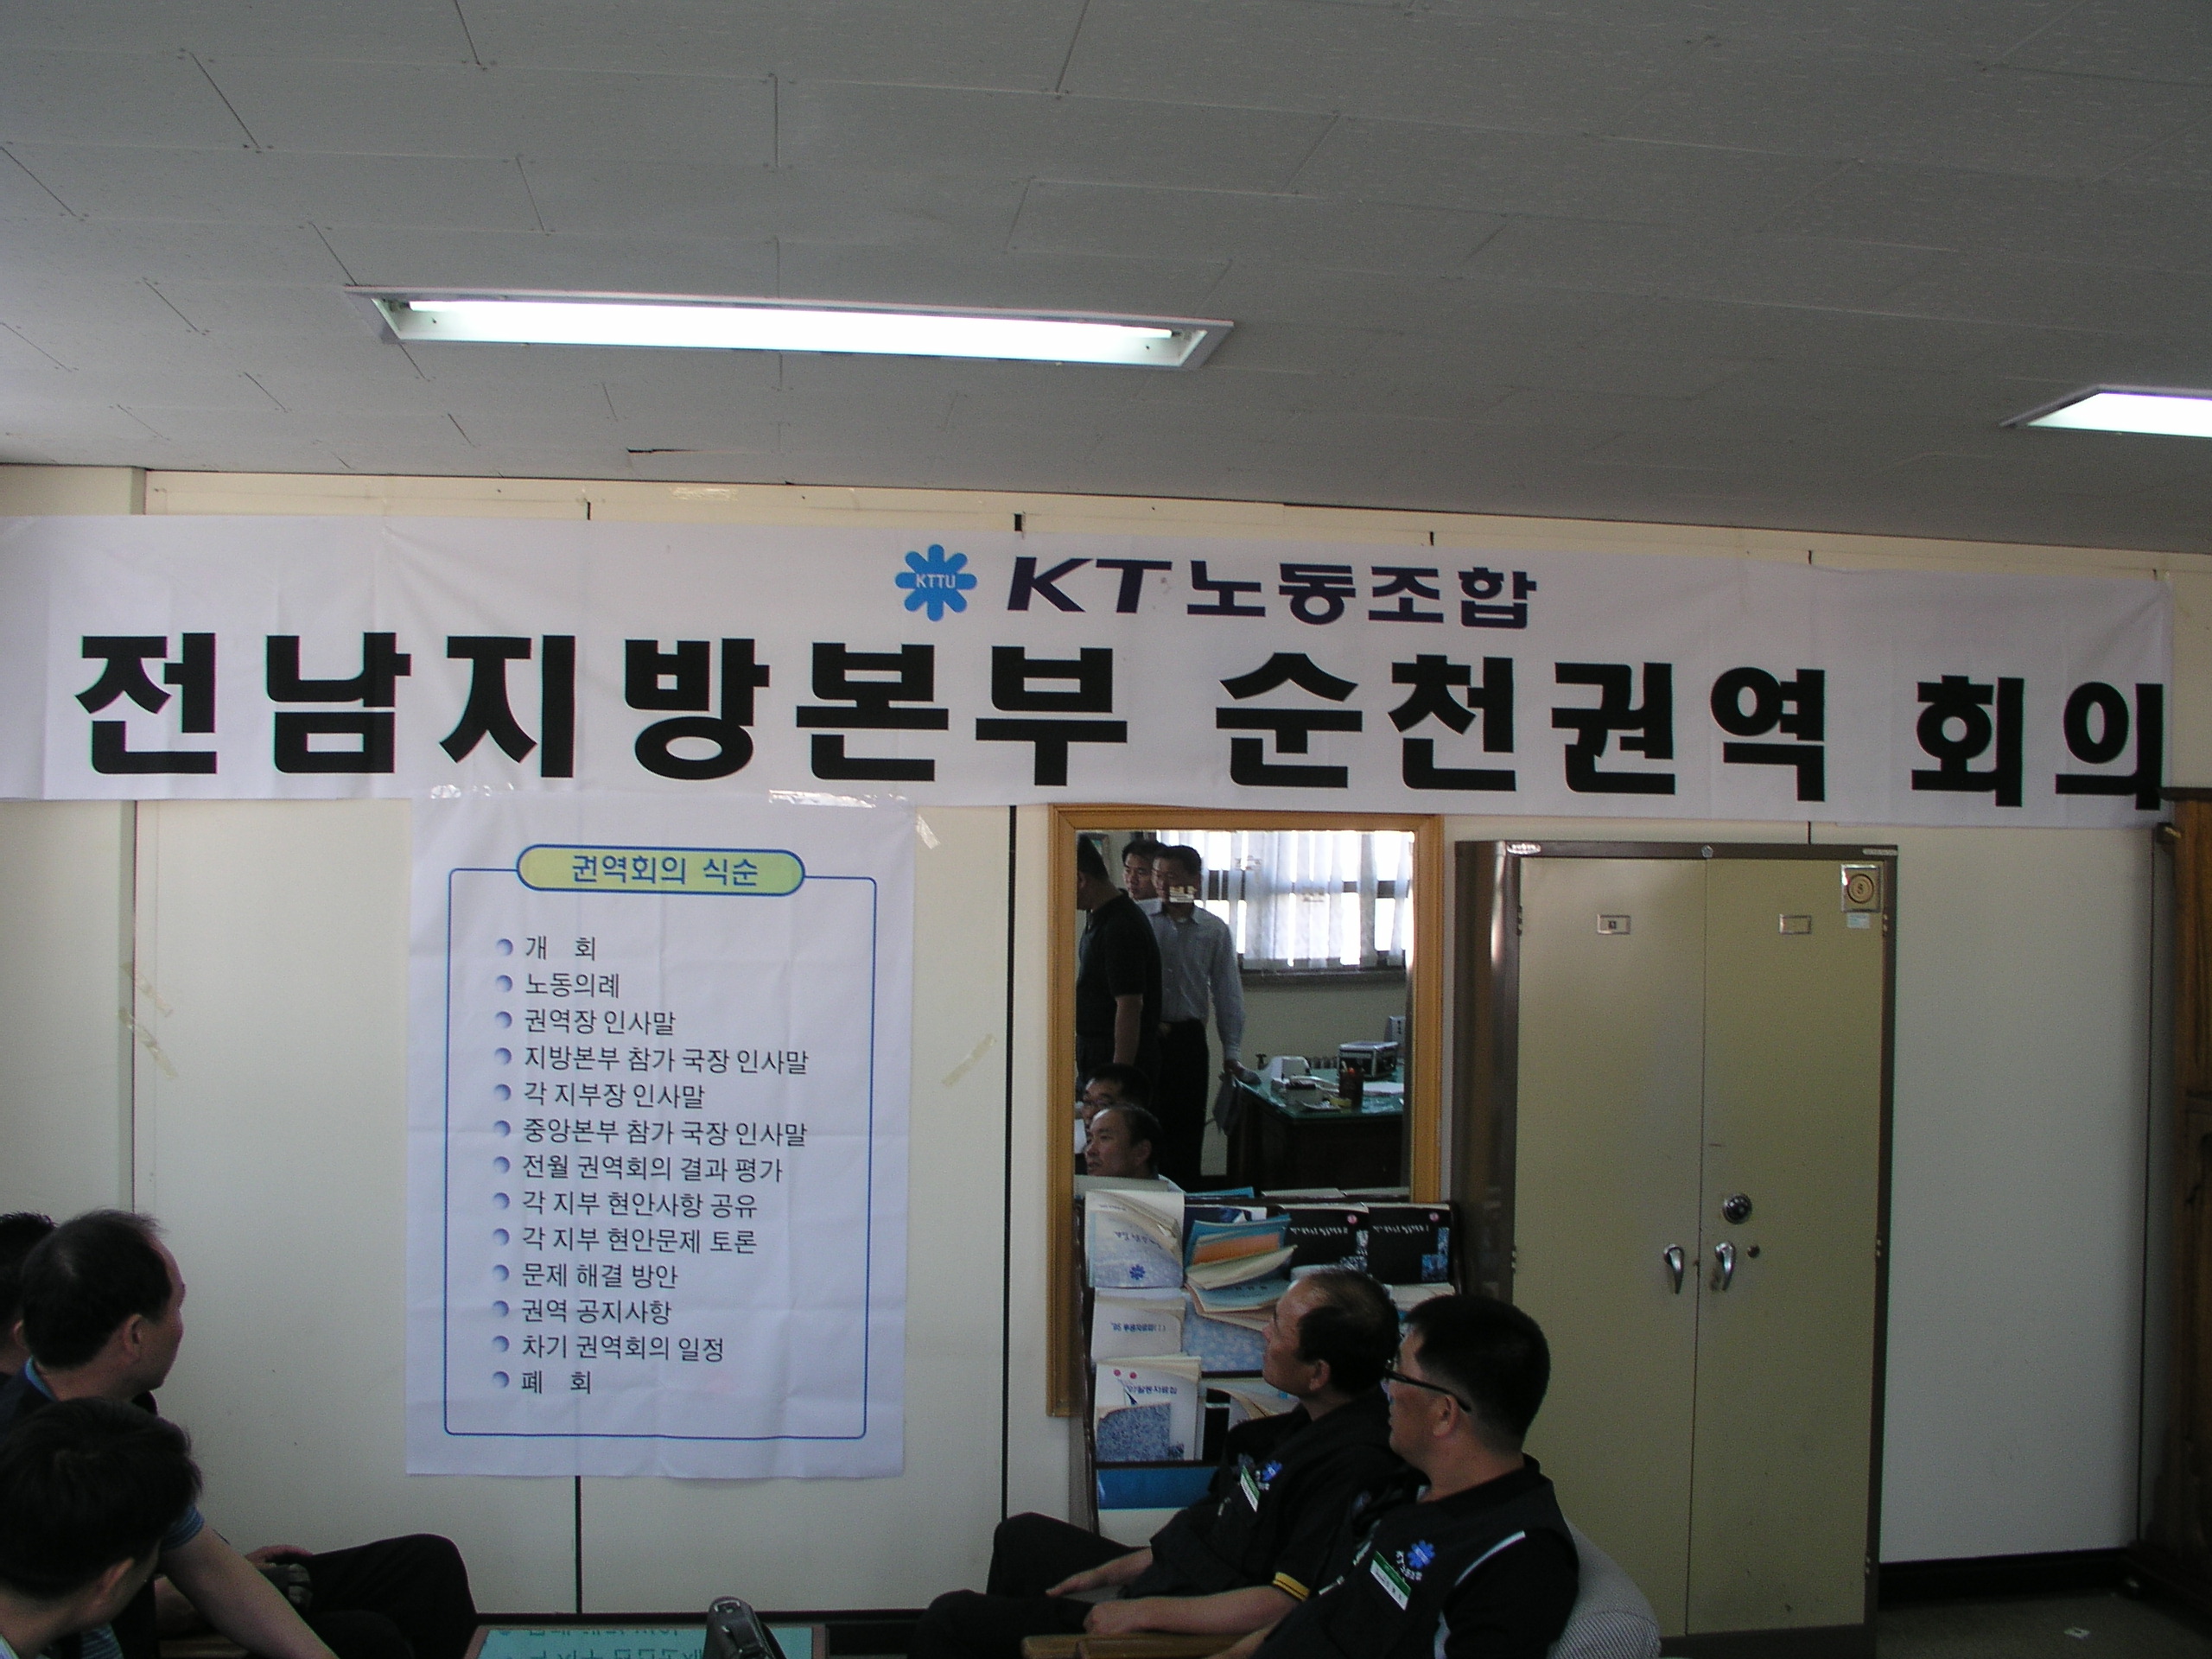 KTTU KT노동조합
전남지방본부 순천권역 회의
권역회의 식순
개 회
노동의례
권역장 인사말
지방본부 참가 국장 인사말
각 지부장 인사말
중앙본부 참가 국장 인사말
전월 권역회의 결과 평가
각 지부 현안사항 공유
각 지부 현안문제 토론
문제 해결 방안
권역 공지사항
차기 권역회의 일정
폐 회